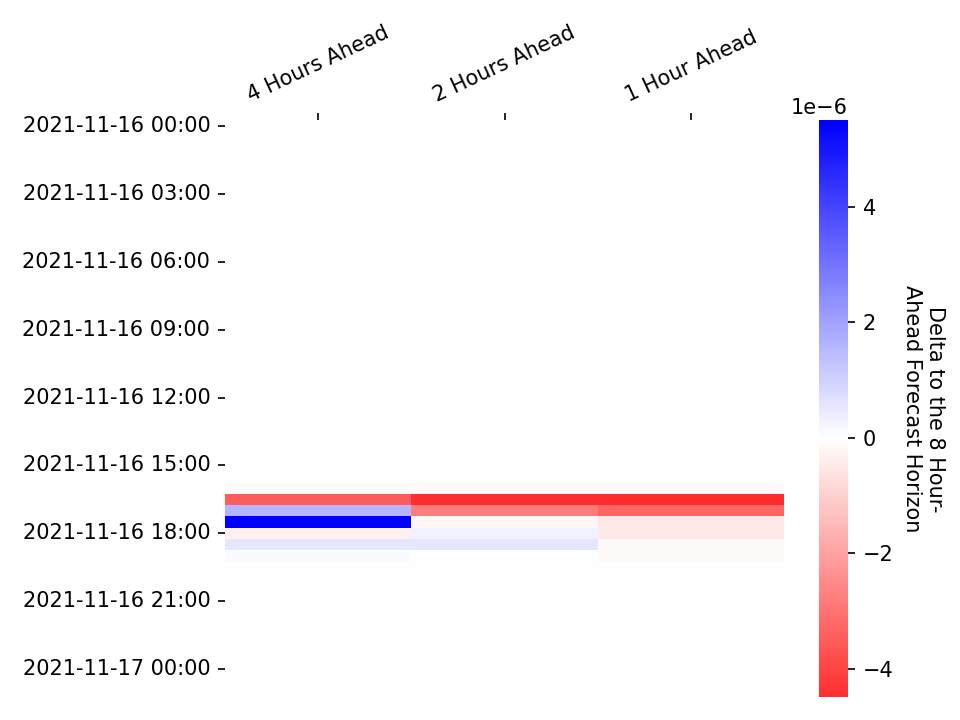 4 Hours Ahead
2 Hours Ahead
1 Hour Ahead
1e−6
2021-11-16 00:00
2021-11-16 03:00
2021-11-16 06:00
2021-11-16 09:00
2021-11-16 12:00
2021-11-16 15:00
2021-11-16 18:00
2021-11-16 21:00
2021-11-17 00:00
4
2
0
−2
−4
Delta to the 8 Hour-
Ahead Forecast Horizon